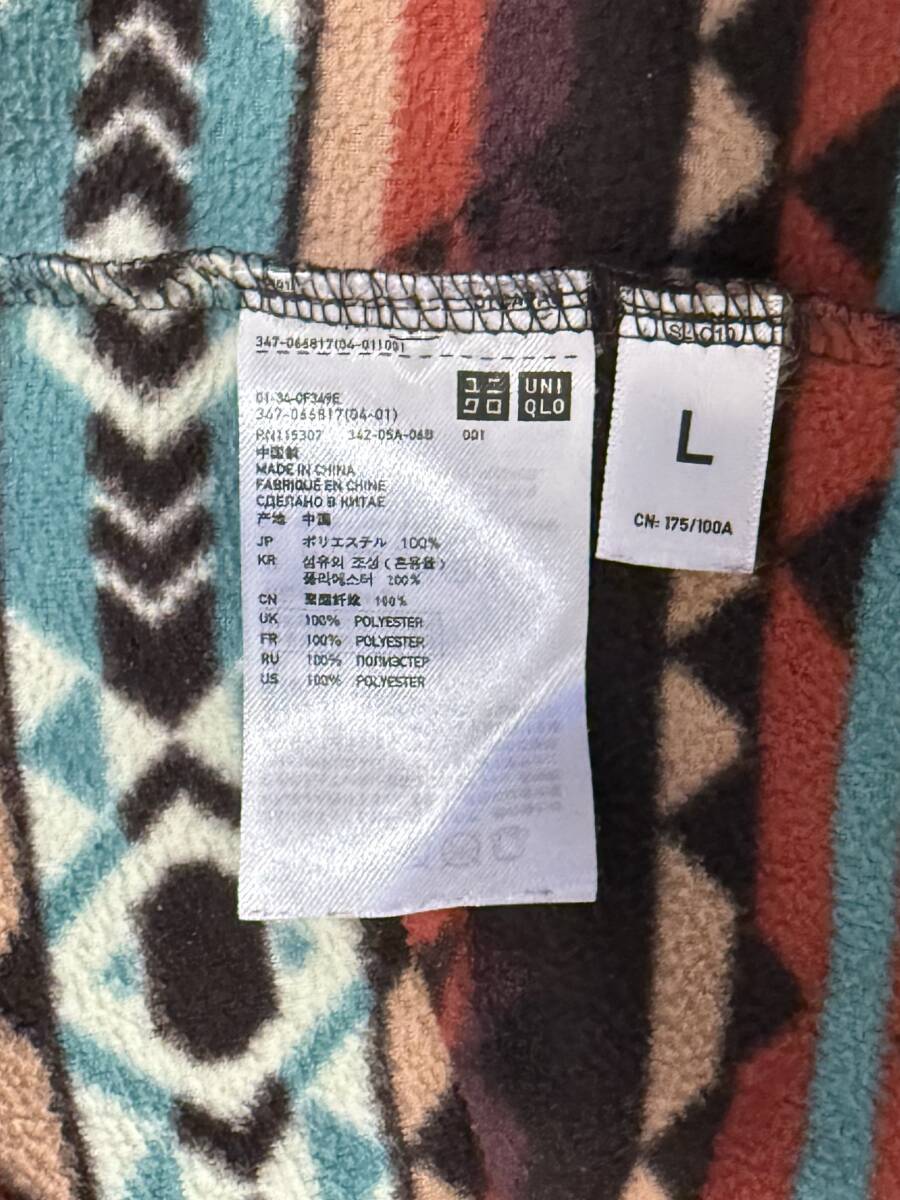 347-066817(04-01)001
ユニ
クロ
UNI
QLO
01-34-0F349E
347-066817(04-01)
RN115307 342-05A-06B 001
中国製
MADE IN CHINA
FABRIQUÉ EN CHINE
СДЕЛАНО В КИТАЕ
产地 中国
JP ポリエステル 100%
KR 섬유의 조성(혼용율)
폴리에스터 100%
CN 聚酯纤维 100%
UK 100% POLYESTER
FR 100% POLYESTER
RU 100% ПОЛИЭСТЕР
US 100% POLYESTER
L
CN: 175/100A